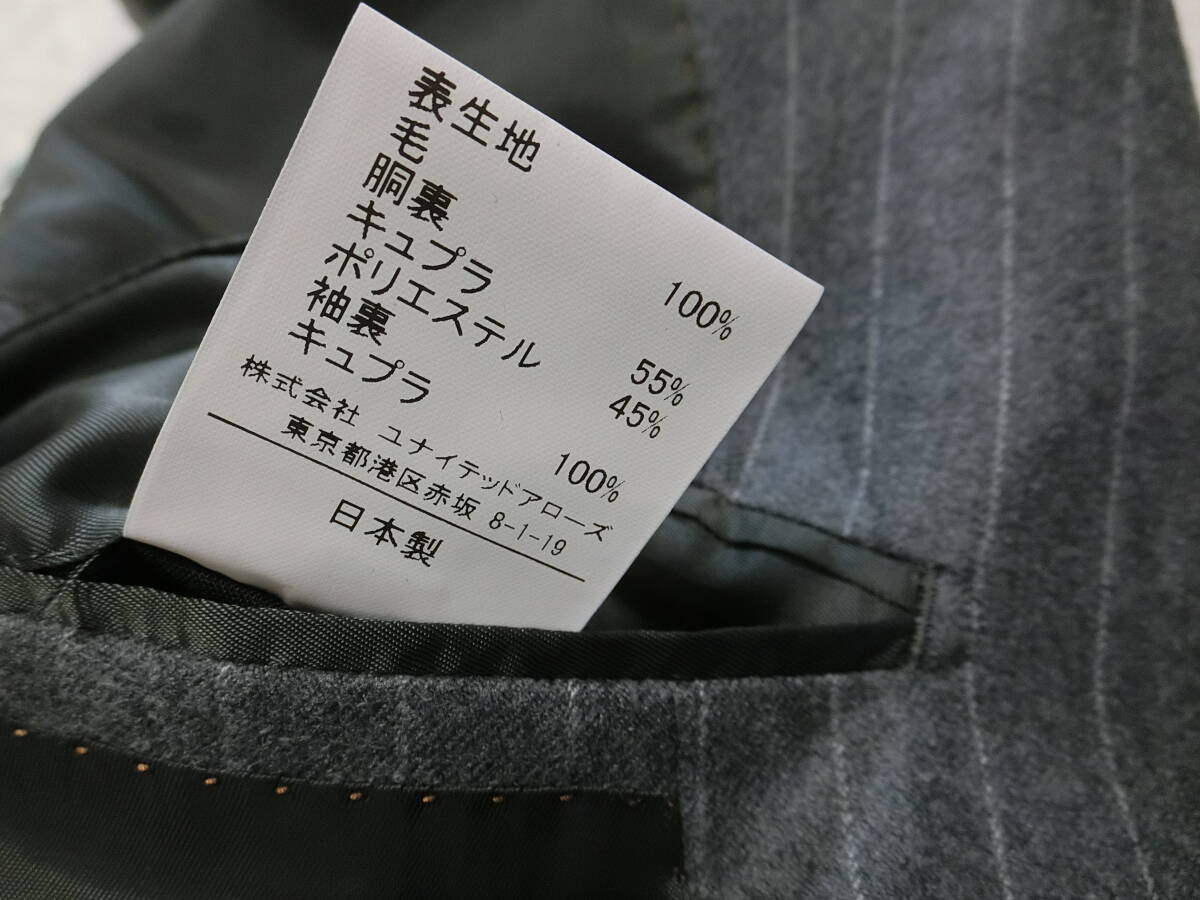 表生地
毛 100%
胴裏
キュプラ 55%
ポリエステル 45%
袖裏
キュプラ 100%
株式会社 ユナイテッドアローズ
東京都港区赤坂 8-1-19
日本製